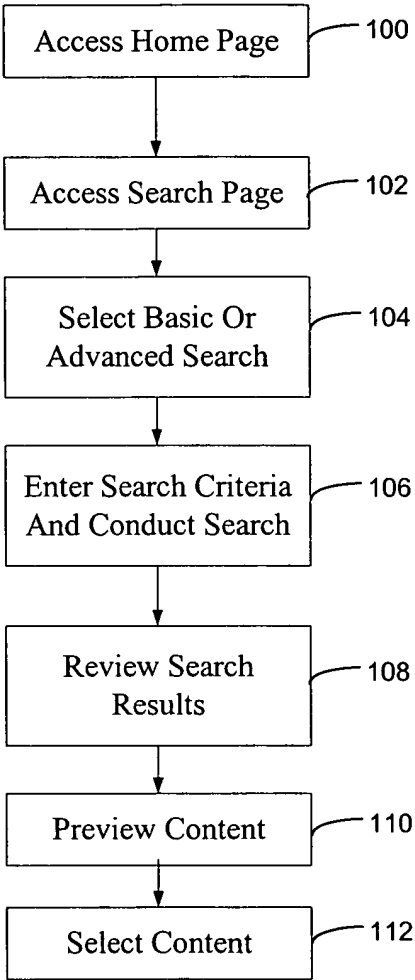 Access Home Page
100
Access Search Page
102
Select Basic Or
Advanced Search
104
Enter Search Criteria
And Conduct Search
106
Review Search
Results
108
Preview Content
110
Select Content
112